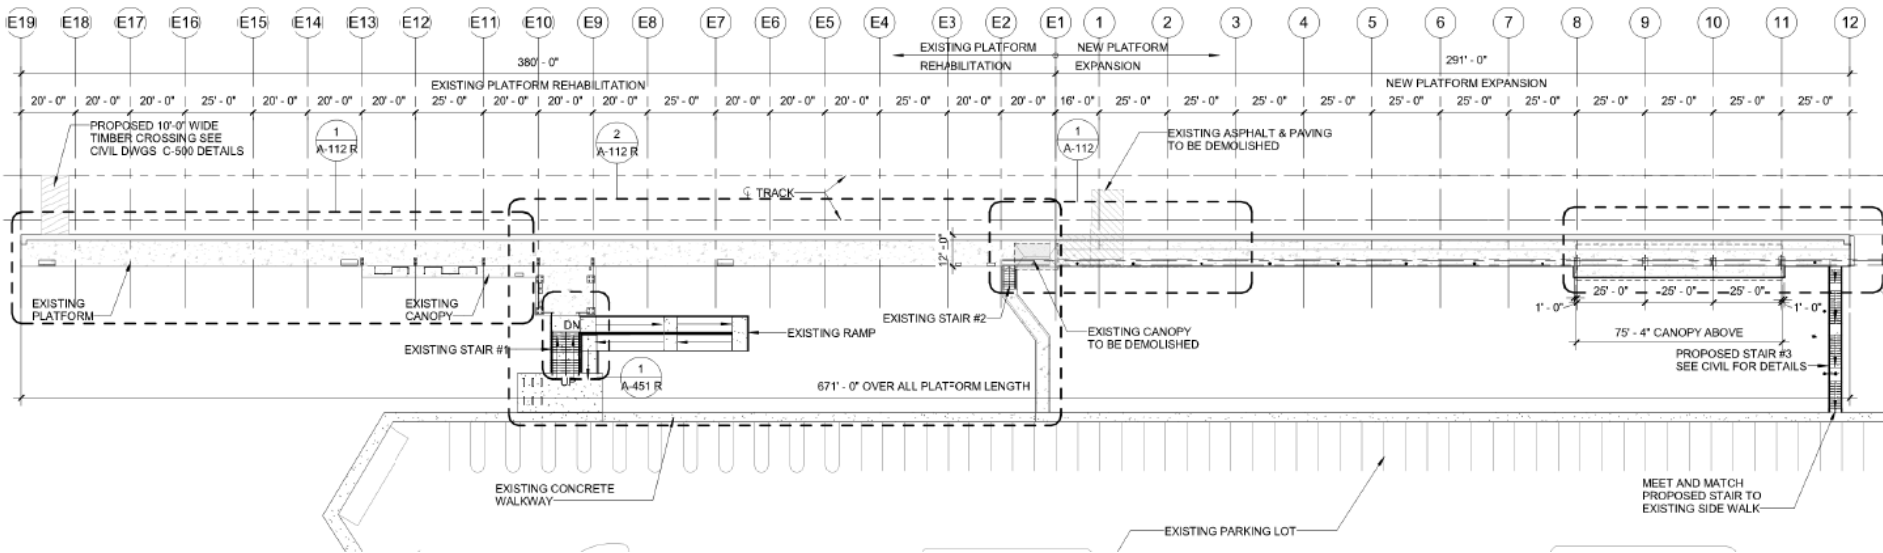 E19 E18 E17 E16 E15 E14 E13 E12 E11 E10 E9 E8 E7 E6 E5 E4 E3 E2 E1 1 2 3 4 5 6 7 8 9 10 11 12
EXISTING PLATFORM
REHABILITATION
NEW PLATFORM
EXPANSION
380' - 0"
291' - 0"
EXISTING PLATFORM REHABILITATION
NEW PLATFORM EXPANSION
20' - 0" 20' - 0" 20' - 0" 25' - 0" 20' - 0" 20' - 0" 20' - 0" 25' - 0" 20' - 0" 20' - 0" 20' - 0" 25' - 0" 20' - 0" 20' - 0" 20' - 0" 25' - 0" 20' - 0" 20' - 0" 16' - 0" 25' - 0" 25' - 0" 25' - 0" 25' - 0" 25' - 0" 25' - 0" 25' - 0" 25' - 0" 25' - 0" 25' - 0" 25' - 0"
PROPOSED 10'-0" WIDE
TIMBER CROSSING SEE
CIVIL DWGS C-500 DETAILS
1
A-112 R
2
A-112 R
1
A-112
EXISTING ASPHALT & PAVING
TO BE DEMOLISHED
℄ TRACK
12' - 0"
EXISTING
PLATFORM
EXISTING
CANOPY
DN
EXISTING RAMP
EXISTING STAIR #1
UP
1
A-451 R
EXISTING STAIR #2
EXISTING CANOPY
TO BE DEMOLISHED
25' - 0" 25' - 0" 25' - 0"
1' - 0"
1' - 0"
75' - 4" CANOPY ABOVE
PROPOSED STAIR #3
SEE CIVIL FOR DETAILS
671' - 0" OVER ALL PLATFORM LENGTH
EXISTING CONCRETE
WALKWAY
EXISTING PARKING LOT
MEET AND MATCH
PROPOSED STAIR TO
EXISTING SIDE WALK